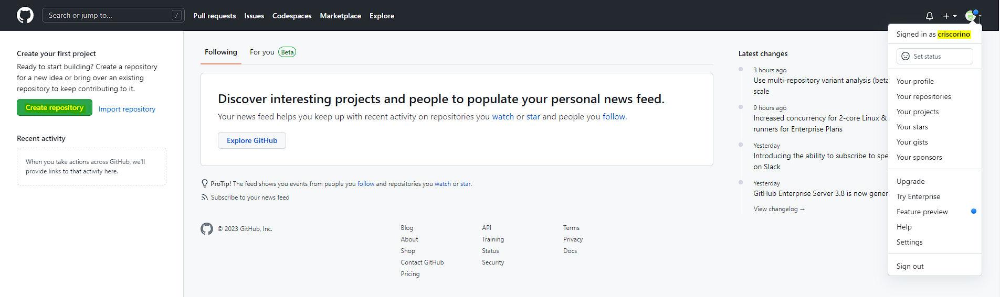 Search or jump to...
/
Pull requests
Issues
Codespaces
Marketplace
Explore
Create your first project
Ready to start building? Create a repository
for a new idea or bring over an existing
repository to keep contributing to it.
Create repository
Import repository
Recent activity
When you take actions across GitHub, we'll
provide links to that activity here.
Following
For you
Beta
Discover interesting projects and people to populate your personal news feed.
Your news feed helps you keep up with recent activity on repositories you watch or star and people you follow.
Explore GitHub
ProTip! The feed shows you events from people you follow and repositories you watch or star.
Subscribe to your news feed
© 2023 GitHub, Inc.
Blog
About
Shop
Contact GitHub
Pricing
API
Training
Status
Security
Terms
Privacy
Docs
Latest changes
3 hours ago
Use multi-repository variant analysis (beta
scale
9 hours ago
Increased concurrency for 2-core Linux &
runners for Enterprise Plans
Yesterday
Introducing the ability to subscribe to spe
on Slack
Yesterday
GitHub Enterprise Server 3.8 is now gener
View changelog →
Signed in as criscorino
Set status
Your profile
Your repositories
Your projects
Your stars
Your gists
Your sponsors
Upgrade
Try Enterprise
Feature preview
Help
Settings
Sign out